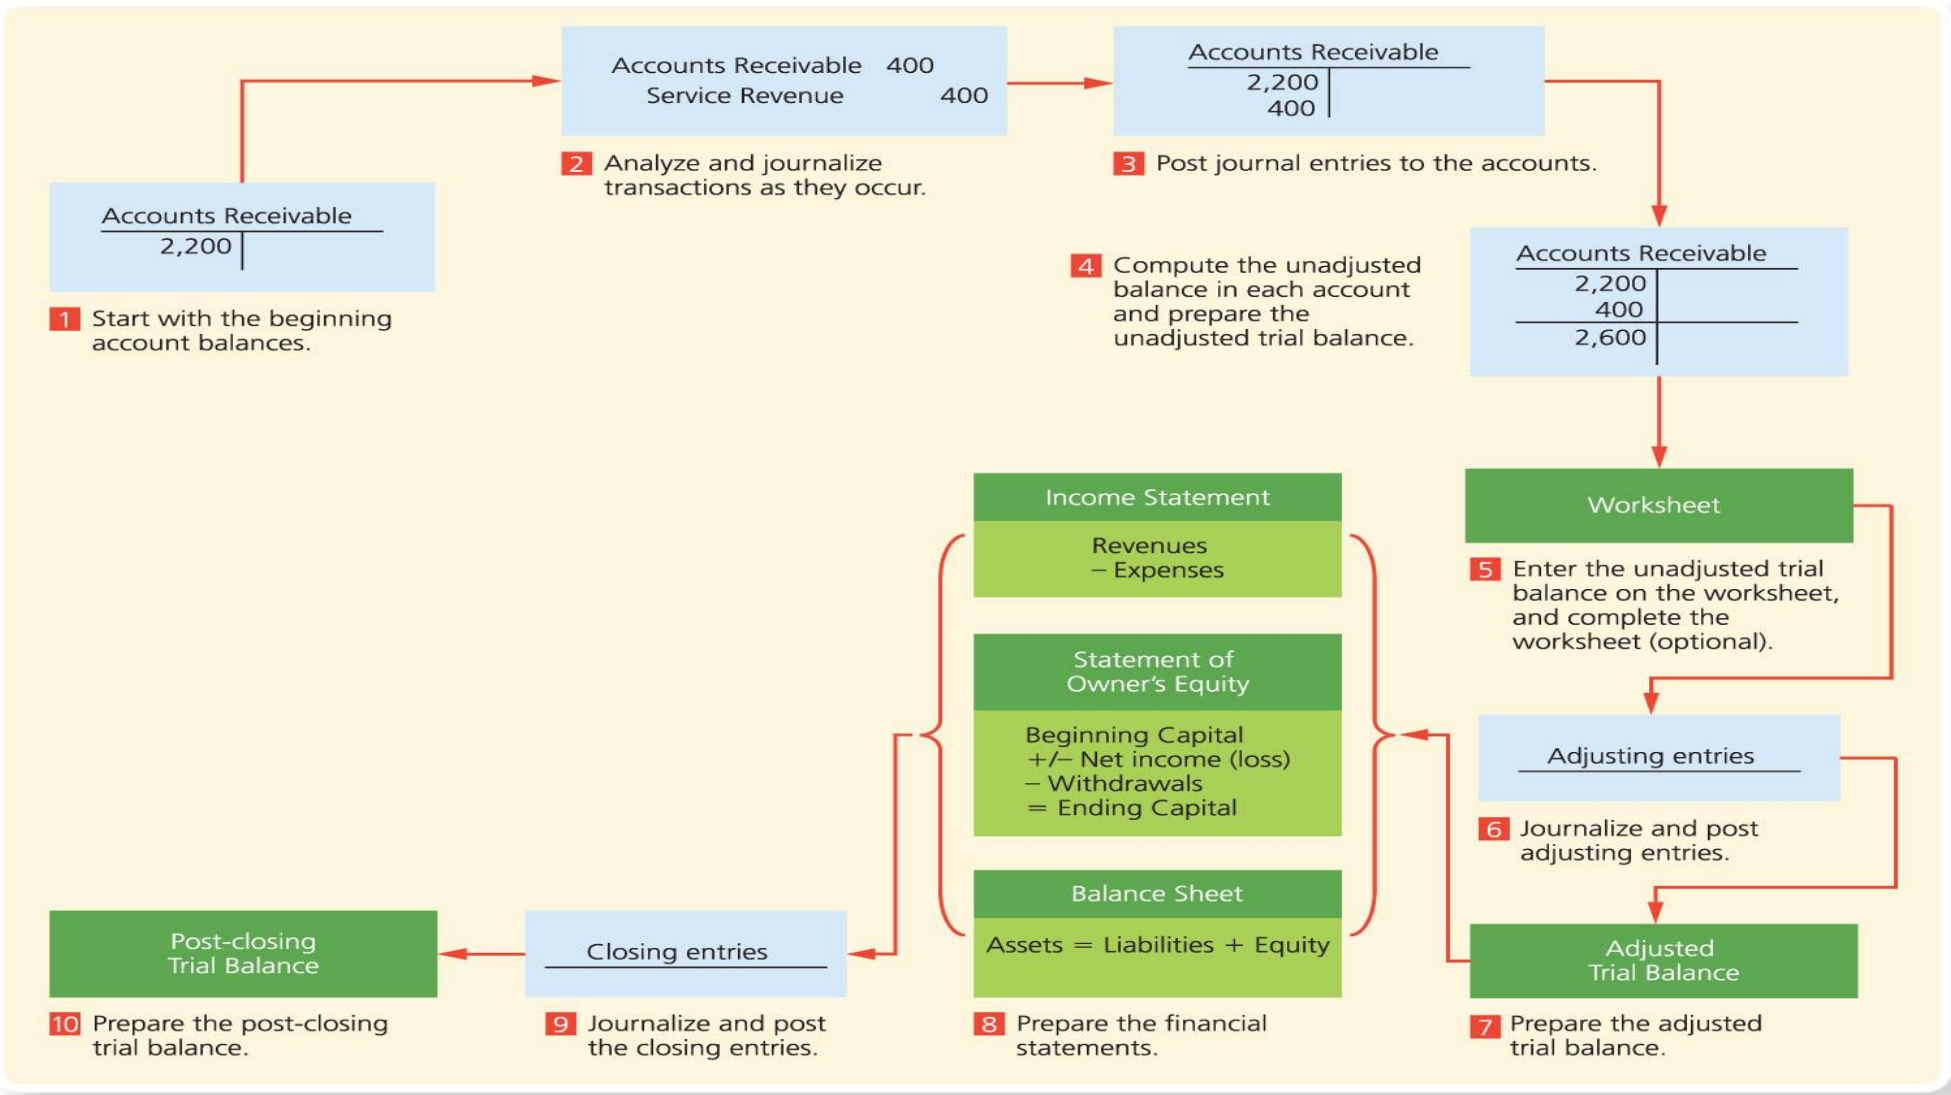 Accounts Receivable
2,200
1 Start with the beginning
account balances.
Accounts Receivable 400
Service Revenue 400
2 Analyze and journalize
transactions as they occur.
Accounts Receivable
2,200
400
3 Post journal entries to the accounts.
Accounts Receivable
2,200
400
2,600
4 Compute the unadjusted
balance in each account
and prepare the
unadjusted trial balance.
Worksheet
5 Enter the unadjusted trial
balance on the worksheet,
and complete the
worksheet (optional).
Adjusting entries
6 Journalize and post
adjusting entries.
Adjusted
Trial Balance
7 Prepare the adjusted
trial balance.
Income Statement
Revenues
– Expenses
Statement of
Owner’s Equity
Beginning Capital
+/– Net income (loss)
– Withdrawals
= Ending Capital
Balance Sheet
Assets = Liabilities + Equity
8 Prepare the financial
statements.
Closing entries
9 Journalize and post
the closing entries.
Post-closing
Trial Balance
10 Prepare the post-closing
trial balance.